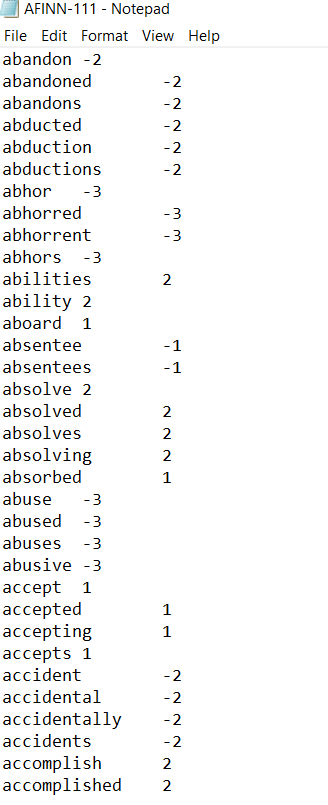 AFINN-111 - Notepad
File Edit Format View Help
abandon -2
abandoned -2
abandons -2
abducted -2
abduction -2
abductions -2
abhor -3
abhorred -3
abhorrent -3
abhors -3
abilities 2
ability 2
aboard 1
absentee -1
absentees -1
absolve 2
absolved 2
absolves 2
absolving 2
absorbed 1
abuse -3
abused -3
abuses -3
abusive -3
accept 1
accepted 1
accepting 1
accepts 1
accident -2
accidental -2
accidentally -2
accidents -2
accomplish 2
accomplished 2